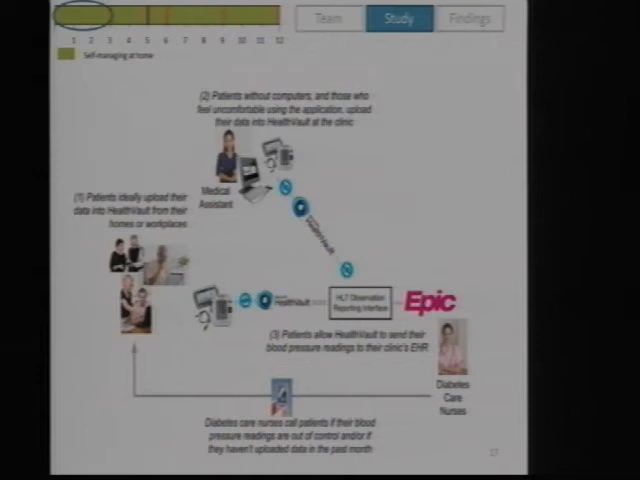 Team Study Findings
1 2 3 4 5 6 7 8 9 10 11 12
Self-managing at home
(2) Patients without computers, and those who
feel uncomfortable using the application, upload
their data into HealthVault at the clinic
Medical
Assistant
(1) Patients ideally upload their
data into HealthVault from their
homes or workplaces
HealthVault
HealthVault
HL7 Observation
Reporting Interface
Epic
(3) Patients allow HealthVault to send their
blood pressure readings to their clinic's EHR
Diabetes
Care
Nurses
Diabetes care nurses call patients if their blood
pressure readings are out of control and/or if
they haven't uploaded data in the past month
17